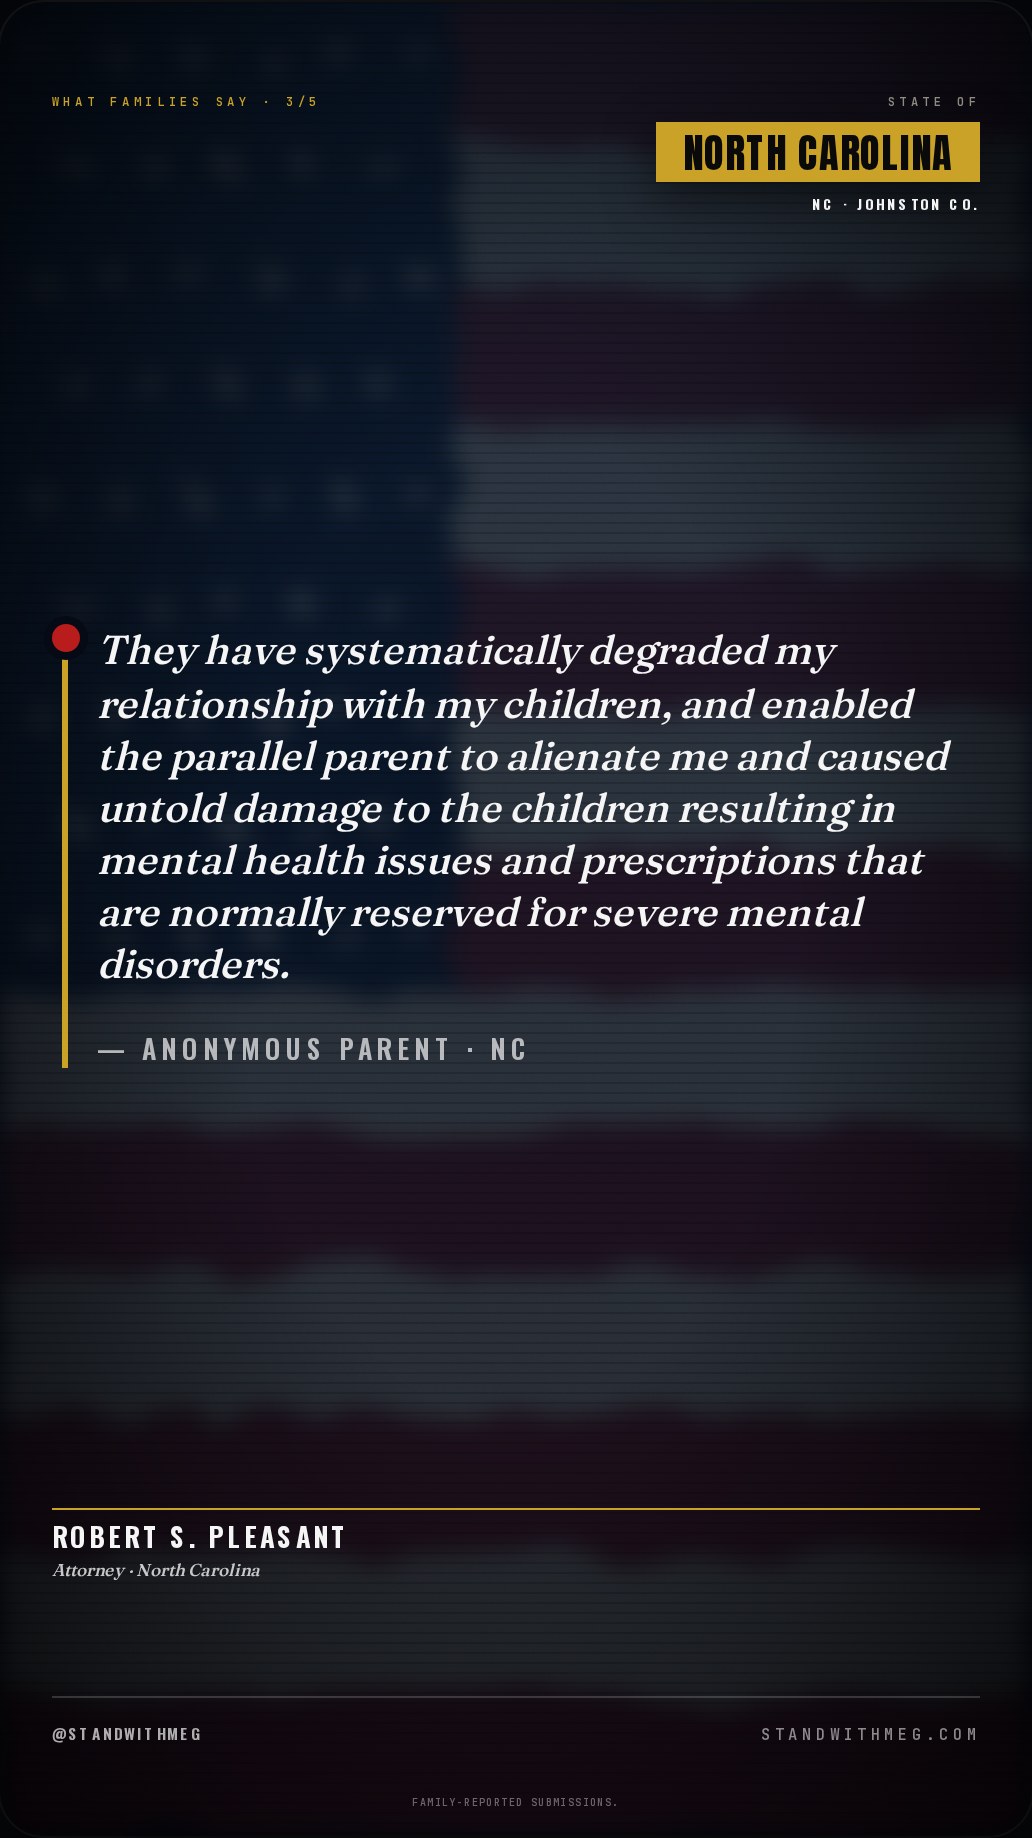 WHAT FAMILIES SAY · 3/5
STATE OF
NORTH CAROLINA
NC · JOHNSTON CO.
They have systematically degraded my
relationship with my children, and enabled
the parallel parent to alienate me and caused
untold damage to the children resulting in
mental health issues and prescriptions that
are normally reserved for severe mental
disorders.
— ANONYMOUS PARENT · NC
ROBERT S. PLEASANT
Attorney · North Carolina
@STANDWITHMEG
STANDWITHMEG.COM
FAMILY-REPORTED SUBMISSIONS.